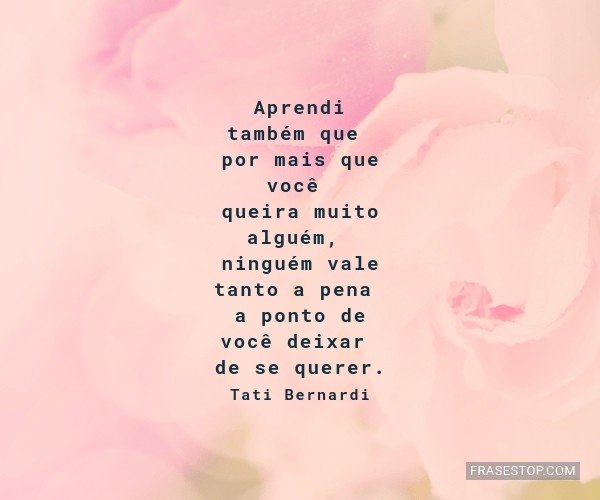 Aprendi
também que
por mais que
você
queira muito
alguém,
ninguém vale
tanto a pena
a ponto de
você deixar
de se querer.
Tati Bernardi
FRASESTOP.COM